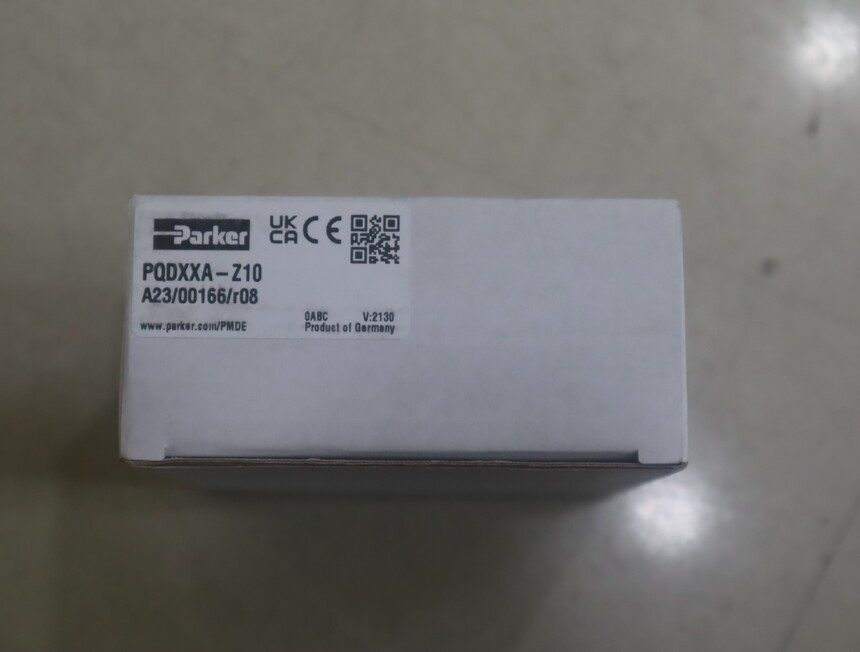 Parker
UK
CA CE
PQDXXA-Z10
A23/00166/r08
0ABC V:2130
www.parker.com/PMDE Product of Germany